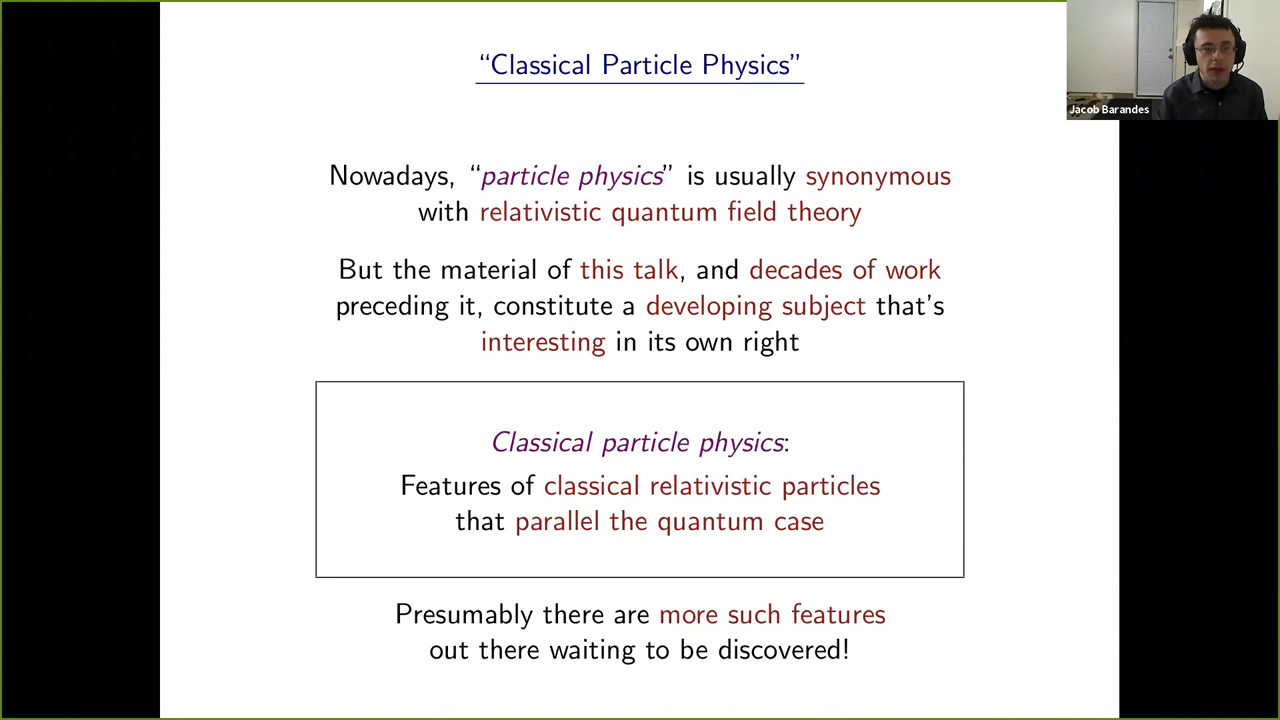 “Classical Particle Physics”
Jacob Barandes
Nowadays, “particle physics” is usually synonymous
with relativistic quantum field theory
But the material of this talk, and decades of work
preceding it, constitute a developing subject that’s
interesting in its own right
Classical particle physics:
Features of classical relativistic particles
that parallel the quantum case
Presumably there are more such features
out there waiting to be discovered!